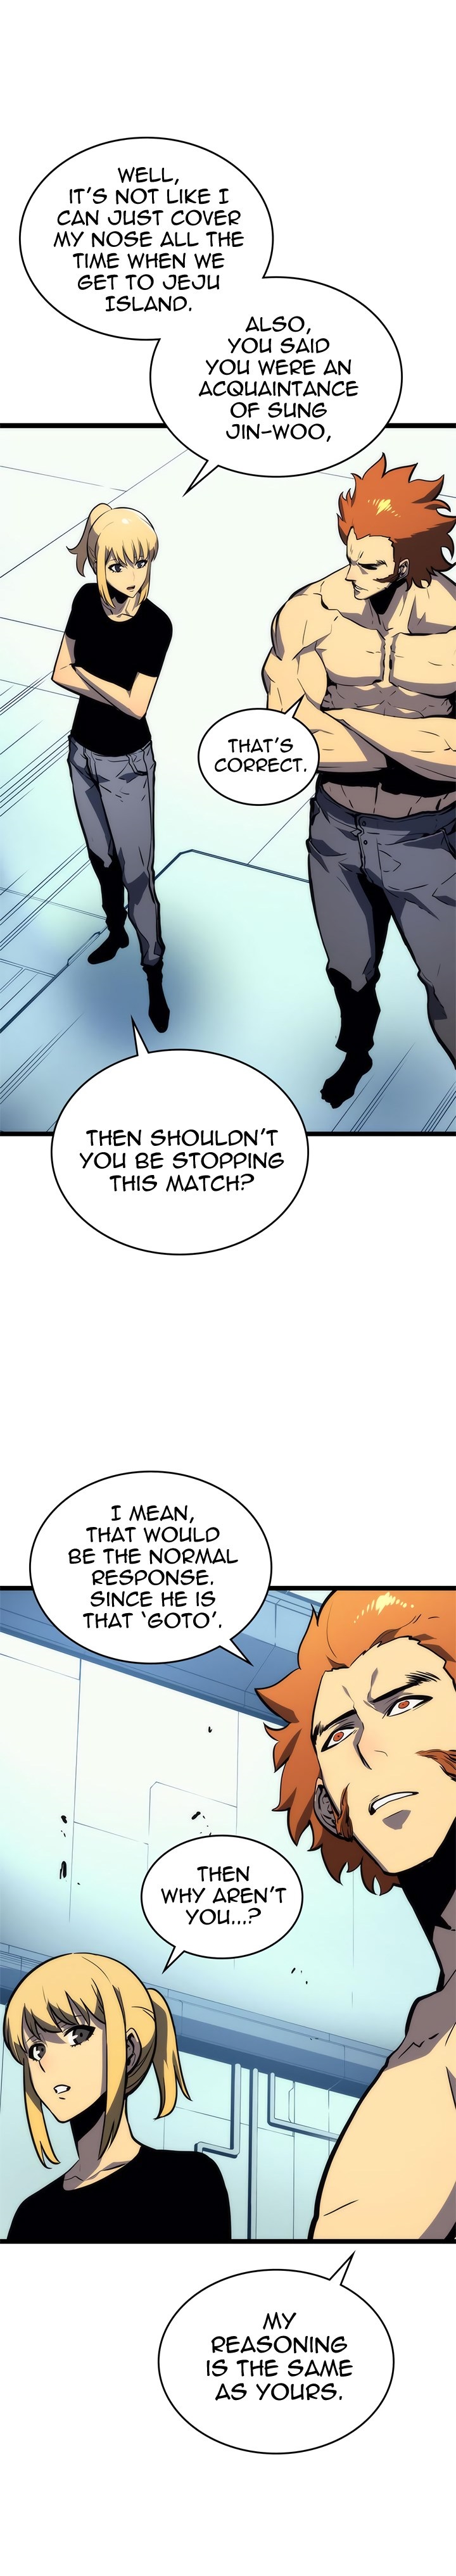 WELL,
IT'S NOT LIKE I
CAN JUST COVER
MY NOSE ALL THE
TIME WHEN WE
GET TO JEJU
ISLAND.
ALSO,
YOU SAID
YOU WERE AN
ACQUAINTANCE
OF SUNG
JIN-WOO,
THAT'S
CORRECT.
THEN SHOULDN'T
YOU BE STOPPING
THIS MATCH?
I MEAN,
THAT WOULD
BE THE NORMAL
RESPONSE.
SINCE HE IS
THAT 'GOTO'.
THEN
WHY AREN'T
YOU...?
MY
REASONING
IS THE SAME
AS YOURS.